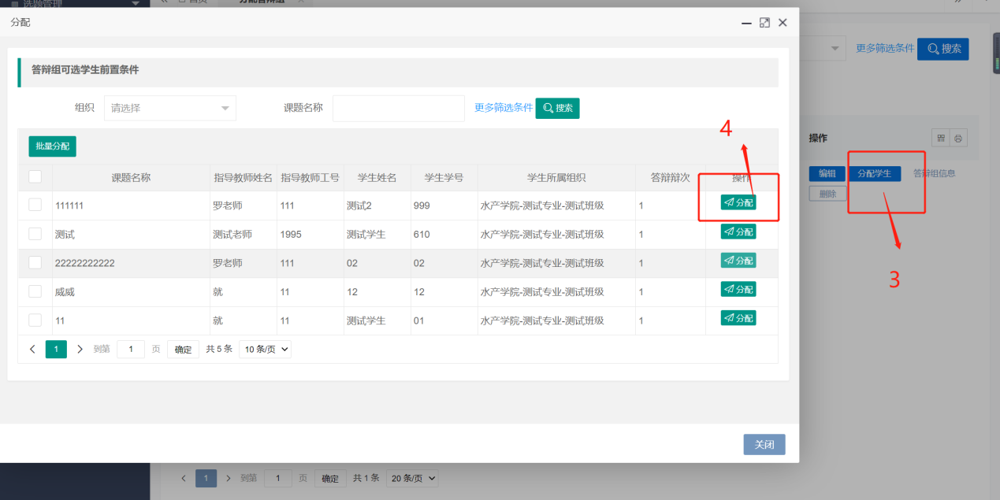 选题管理
首页
分配答辩组
分配
答辩组可选学生前置条件
更多筛选条件 搜索
组织 请选择 课题名称 更多筛选条件 搜索
4
批量分配
操作
课题名称 指导教师姓名 指导教师工号 学生姓名 学生学号 学生所属组织 答辩辩次 操作
编辑 分配学生 答辩组信息
删除
111111 罗老师 111 测试2 999 水产学院-测试专业-测试班级 1 分配
测试 测试老师 1995 测试学生 610 水产学院-测试专业-测试班级 1 分配
22222222222 罗老师 111 02 02 水产学院-测试专业-测试班级 1 分配
3
威威 就 11 12 12 水产学院-测试专业-测试班级 1 分配
11 就 11 测试学生 01 水产学院-测试专业-测试班级 1 分配
1 到第 1 页 确定 共 5 条 10 条/页
关闭
1 到第 1 页 确定 共 1 条 20 条/页